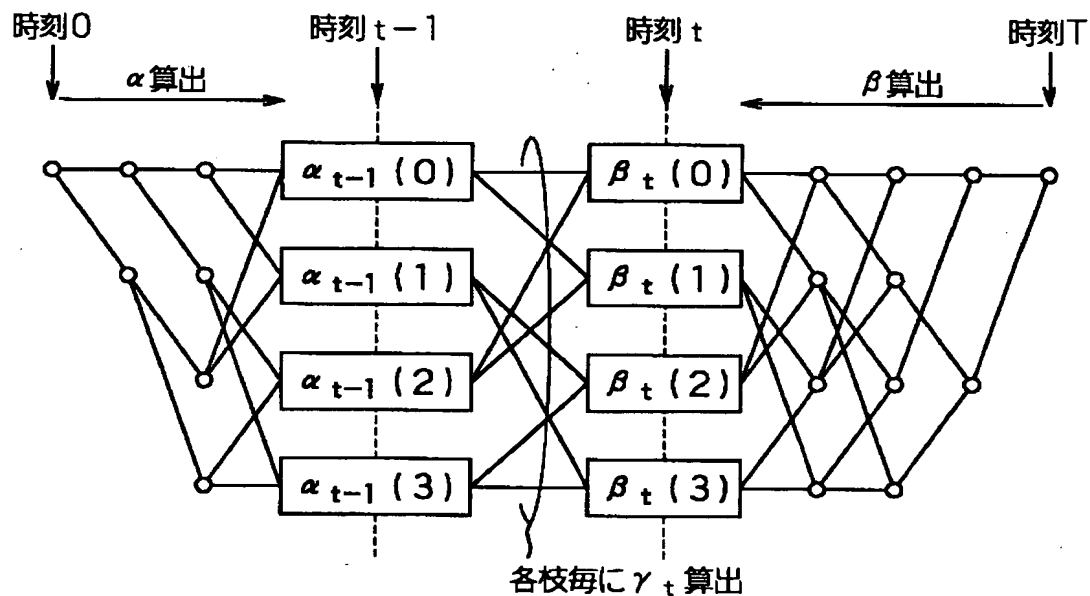 時刻0 時刻t−1 時刻t 時刻T
α算出 β算出
αt−1(0) βt(0)
αt−1(1) βt(1)
αt−1(2) βt(2)
αt−1(3) βt(3)
各枝毎にγt算出